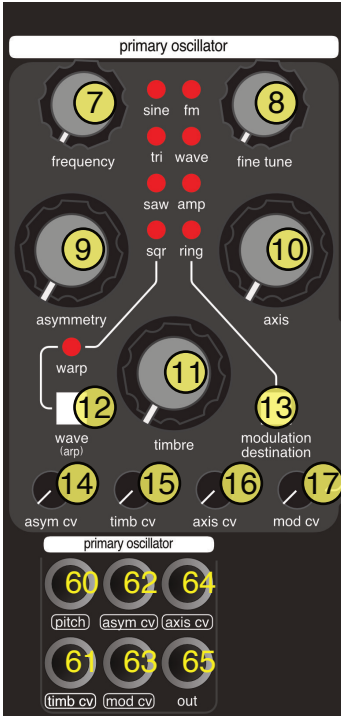 primary oscillator
7
8
sine fm
frequency
tri wave
fine tune
saw amp
9
10
sqr ring
asymmetry
axis
warp
11
12
13
wave
(arp)
timbre
modulation
destination
14
15
16
17
asym cv
timb cv
axis cv
mod cv
primary oscillator
60
62
64
pitch
asym cv
axis cv
61
63
65
timb cv
mod cv
out